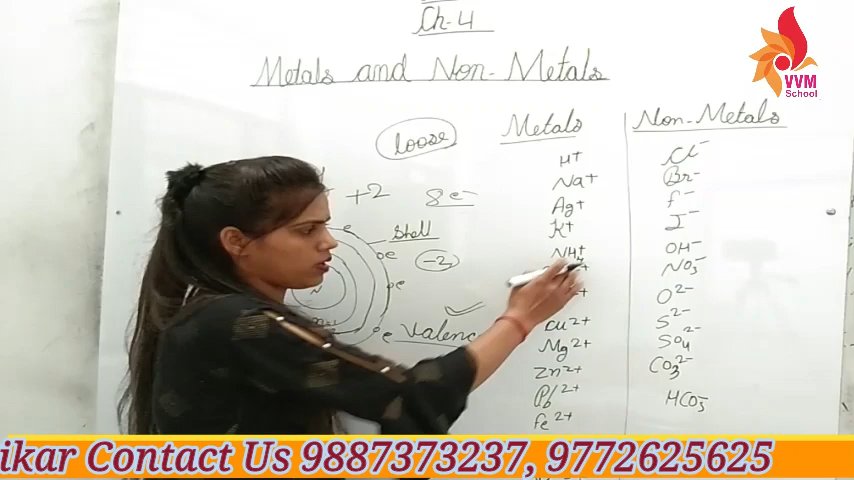 Ch-4
Metals and Non-Metals
VVM
School
loose
+2
8e⁻
Shell
-2
e
e
e
Metals
H⁺
Na⁺
Ag⁺
K⁺
NH₄⁺
Cu²⁺
Mg²⁺
Zn²⁺
Pb²⁺
Fe²⁺
Non-Metals
Cl⁻
Br⁻
f⁻
I⁻
OH⁻
NO₃⁻
O²⁻
S²⁻
SO₄²⁻
CO₃²⁻
HCO₃⁻
ikar Contact Us 9887373237, 9772625625